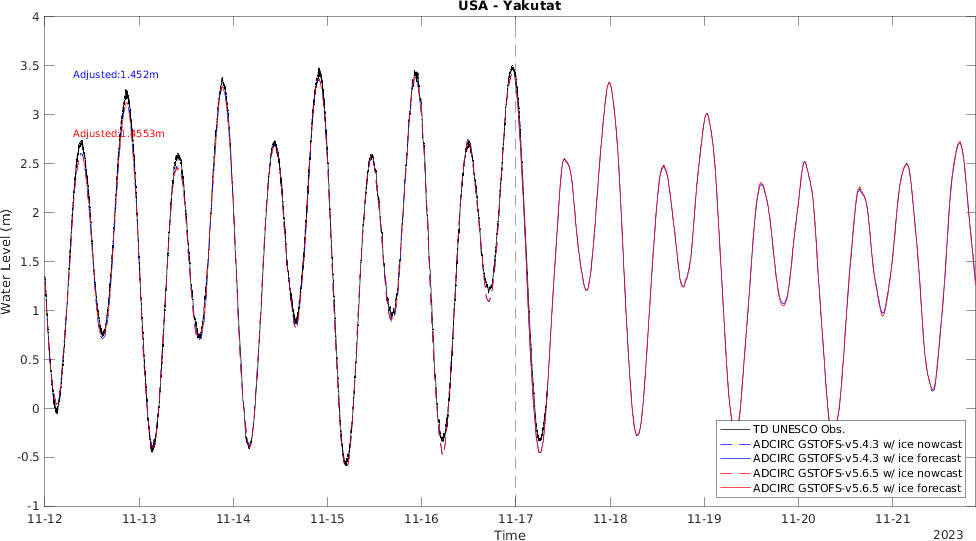 USA - Yakutat
4
3.5
3
2.5
2
1.5
1
0.5
0
-0.5
-1
Water Level (m)
Adjusted:1.452m
Adjusted:1.4553m
TD UNESCO Obs.
ADCIRC GSTOFS-v5.4.3 w/ ice nowcast
ADCIRC GSTOFS-v5.4.3 w/ ice forecast
ADCIRC GSTOFS-v5.6.5 w/ ice nowcast
ADCIRC GSTOFS-v5.6.5 w/ ice forecast
11-12 11-13 11-14 11-15 11-16 11-17 11-18 11-19 11-20 11-21
Time
2023